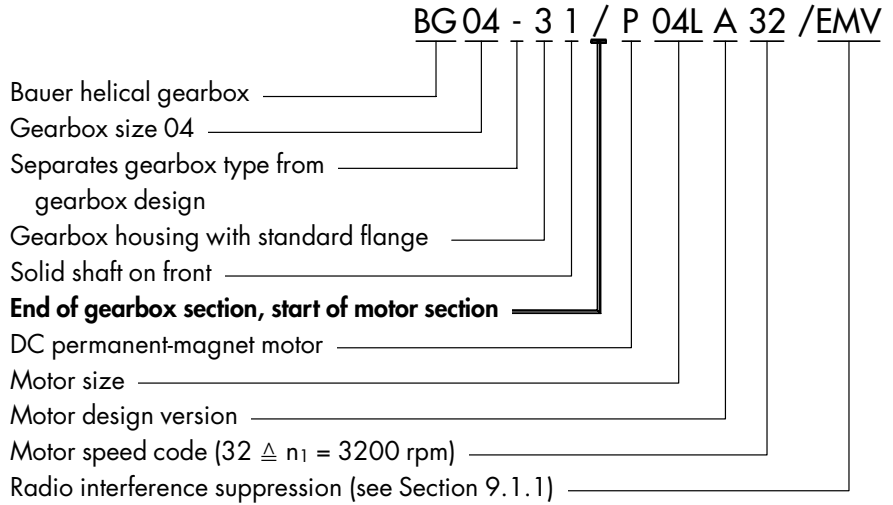 BG 04 - 3 1 / P 04L A 32 /EMV
Bauer helical gearbox
Gearbox size 04
Separates gearbox type from
gearbox design
Gearbox housing with standard flange
Solid shaft on front
End of gearbox section, start of motor section
DC permanent-magnet motor
Motor size
Motor design version
Motor speed code (32 ≙ n1 = 3200 rpm)
Radio interference suppression (see Section 9.1.1)